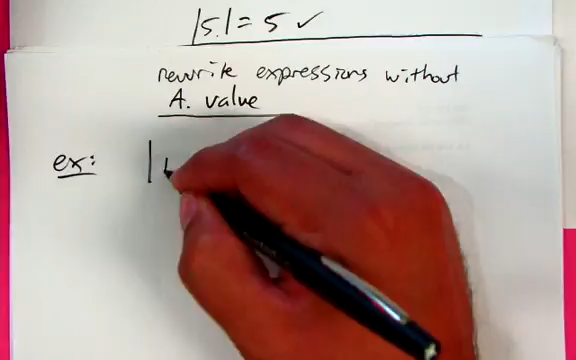 |5.| = 5 ✓
rewrite expressions without
A. value
ex: |